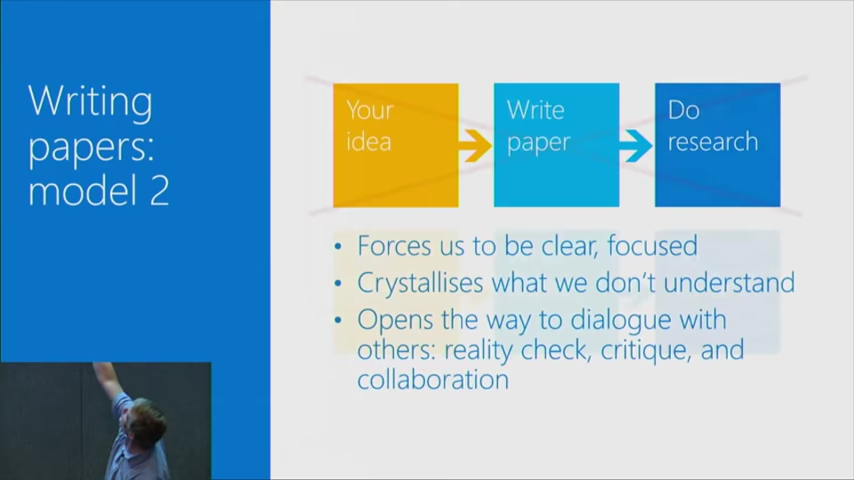 Writing
papers:
model 2
Your
idea
Write
paper
Do
research
• Forces us to be clear, focused
• Crystallises what we don't understand
• Opens the way to dialogue with
others: reality check, critique, and
collaboration